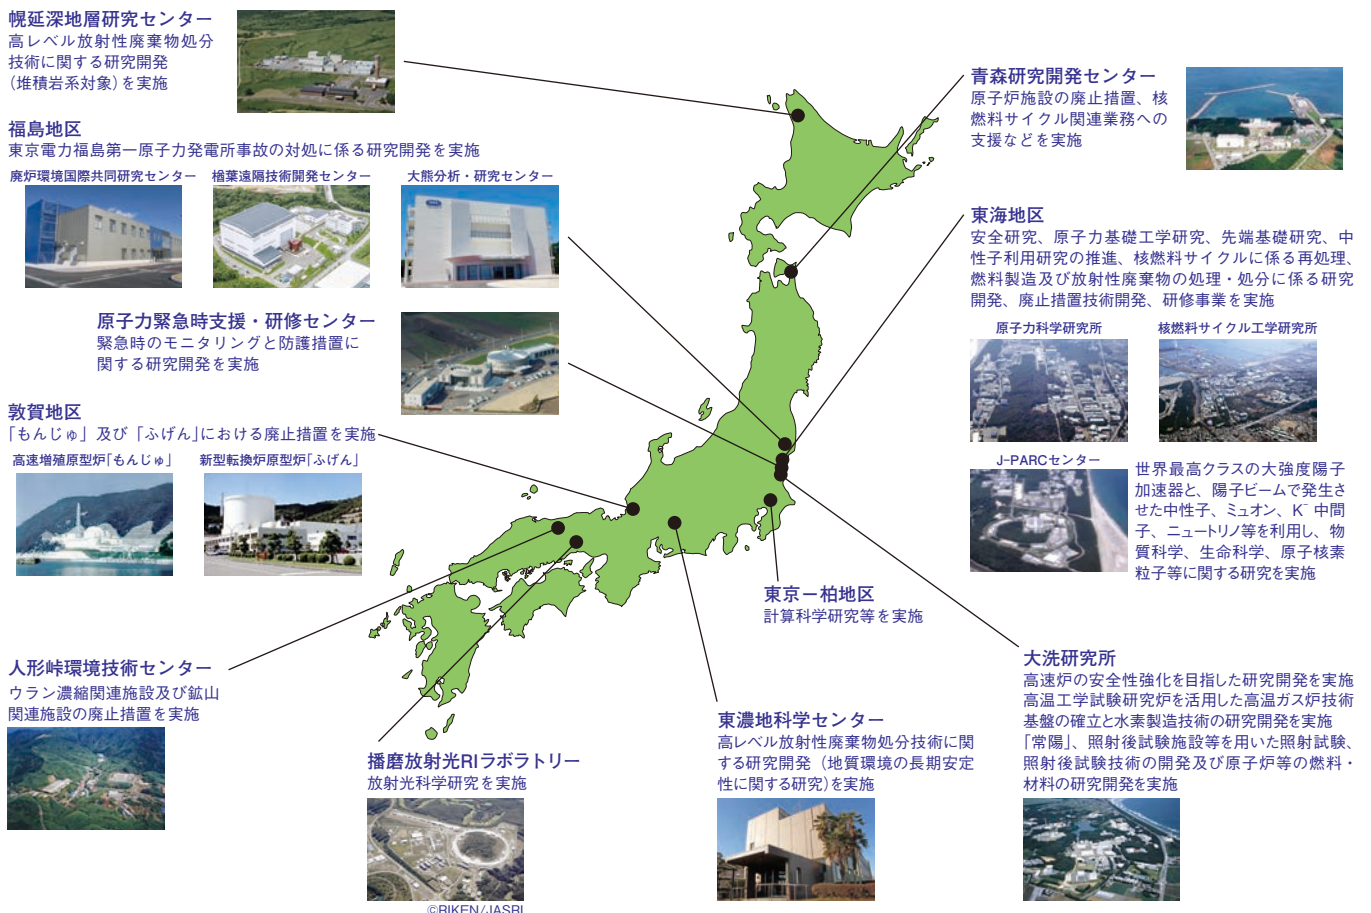 幌延深地層研究センター
高レベル放射性廃棄物処分
技術に関する研究開発
(堆積岩系対象)を実施
福島地区
東京電力福島第一原子力発電所事故の対処に係る研究開発を実施
廃炉環境国際共同研究センター
楢葉遠隔技術開発センター
大熊分析・研究センター
原子力緊急時支援・研修センター
緊急時のモニタリングと防護措置に
関する研究開発を実施
敦賀地区
「もんじゅ」及び「ふげん」における廃止措置を実施
高速増殖原型炉「もんじゅ」
新型転換炉原型炉「ふげん」
人形峠環境技術センター
ウラン濃縮関連施設及び鉱山
関連施設の廃止措置を実施
播磨放射光RIラボラトリー
放射光科学研究を実施
©RIKEN/JASRI
東濃地科学センター
高レベル放射性廃棄物処分技術に関
する研究開発(地質環境の長期安定
性に関する研究)を実施
東京−柏地区
計算科学研究等を実施
青森研究開発センター
原子炉施設の廃止措置、核
燃料サイクル関連業務への
支援などを実施
東海地区
安全研究、原子力基礎工学研究、先端基礎研究、中
性子利用研究の推進、核燃料サイクルに係る再処理、
燃料製造及び放射性廃棄物の処理・処分に係る研究
開発、廃止措置技術開発、研修事業を実施
原子力科学研究所
核燃料サイクル工学研究所
J-PARCセンター
世界最高クラスの大強度陽子
加速器と、陽子ビームで発生さ
せた中性子、ミュオン、K⁻ 中間
子、ニュートリノ等を利用し、物
質科学、生命科学、原子核素
粒子等に関する研究を実施
大洗研究所
高速炉の安全性強化を目指した研究開発を実施
高温工学試験研究炉を活用した高温ガス炉技術
基盤の確立と水素製造技術の研究開発を実施
「常陽」、照射後試験施設等を用いた照射試験、
照射後試験技術の開発及び原子炉等の燃料・
材料の研究開発を実施